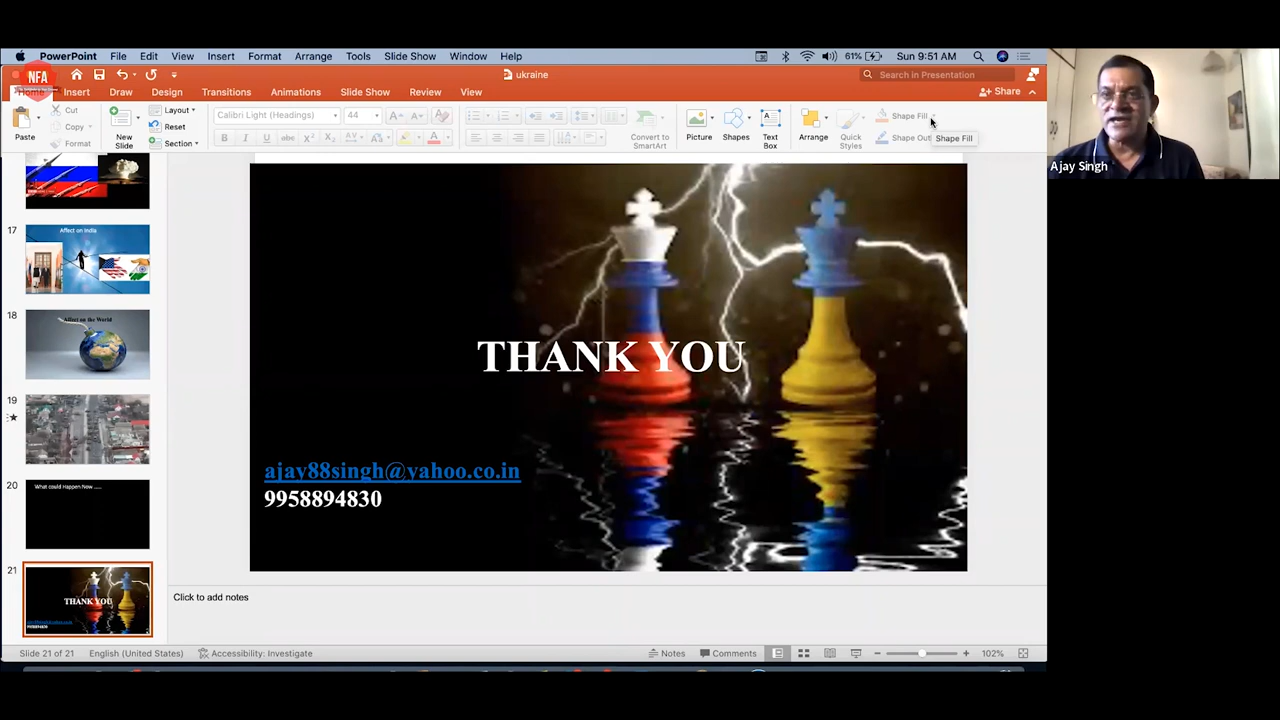 PowerPoint File Edit View Insert Format Arrange Tools Slide Show Window Help 61% Sun 9:51 AM
NFA
ukraine
Search in Presentation
Insert Draw Design Transitions Animations Slide Show Review View Share
Paste
Cut
Copy
Format
New Slide
Layout
Reset
Section
Calibri Light (Headings) 44
Convert to SmartArt
Picture
Shapes
Text Box
Arrange
Quick Styles
Shape Fill
Shape Out
Shape Fill
Ajay Singh
17
Affect on India
18
Affect on the World
19
20
What could Happen Now .....
21
THANK YOU
THANK YOU
ajay88singh@yahoo.co.in
9958894830
Click to add notes
Slide 21 of 21 English (United States) Accessibility: Investigate Notes Comments 102%